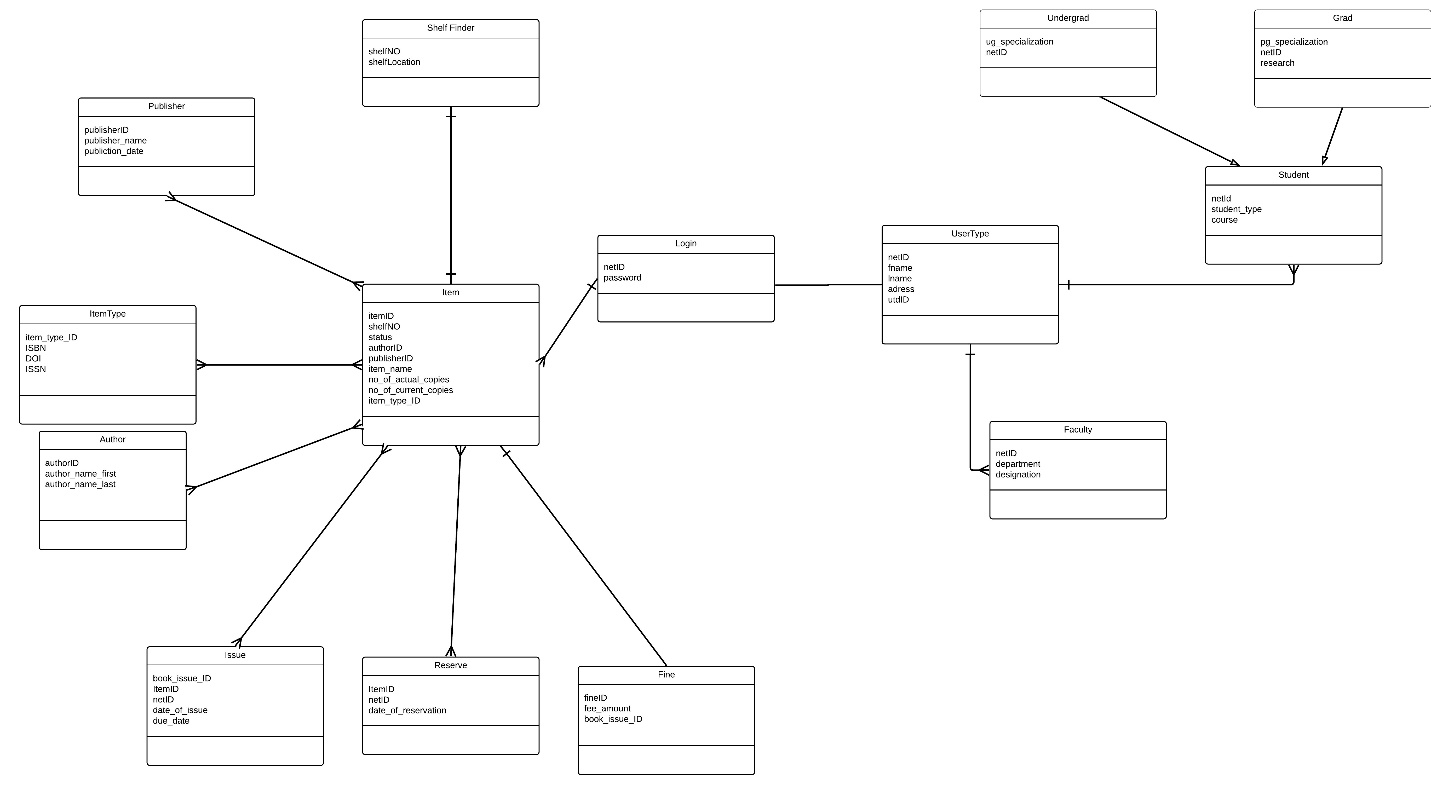 Undergrad
ug_specialization
netID
Grad
pg_specialization
netID
research
Shelf Finder
shelfNO
shelfLocation
Publisher
publisherID
publisher_name
publiction_date
Student
netId
student_type
course
UserType
netID
fname
lname
adress
utdID
Login
netID
password
Item
itemID
shelfNO
status
authorID
publisherID
item_name
no_of_actual_copies
no_of_current_copies
item_type_ID
ItemType
item_type_ID
ISBN
DOI
ISSN
Author
authorID
author_name_first
author_name_last
Faculty
netID
department
designation
Issue
book_issue_ID
ItemID
netID
date_of_issue
due_date
Reserve
ItemID
netID
date_of_reservation
Fine
fineID
fee_amount
book_issue_ID